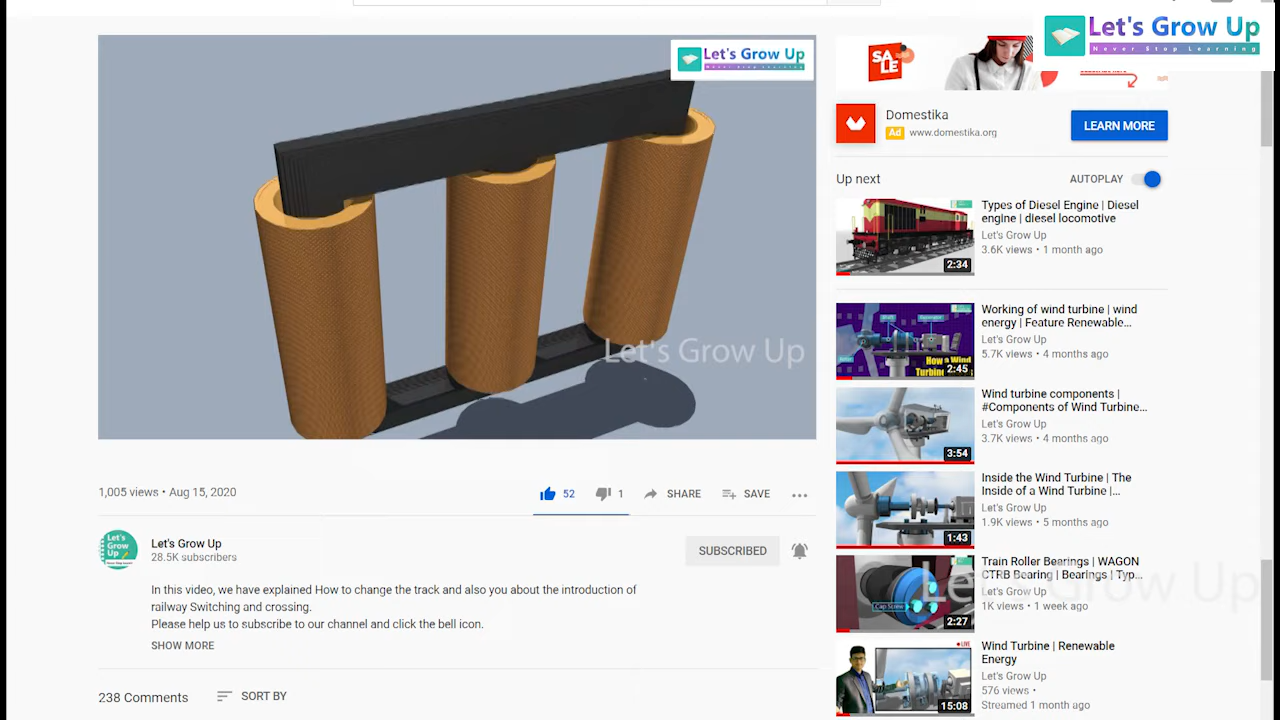 Let's Grow Up
Never Stop Learning
Let's Grow Up
Never Stop Learning
Let's Grow Up
1,005 views • Aug 15, 2020
52
1
SHARE
SAVE
Let's Grow Up
Let's Grow Up
28.5K subscribers
SUBSCRIBED
In this video, we have explained How to change the track and also you about the introduction of
railway Switching and crossing.
Please help us to subscribe to our channel and click the bell icon.
SHOW MORE
238 Comments
SORT BY
SALE
Domestika
Ad www.domestika.org
LEARN MORE
Up next
AUTOPLAY
2:34
Types of Diesel Engine | Diesel
engine | diesel locomotive
Let's Grow Up
3.6K views • 1 month ago
How a Wind
Turbin
2:45
Working of wind turbine | wind
energy | Feature Renewable...
Let's Grow Up
5.7K views • 4 months ago
3:54
Wind turbine components |
#Components of Wind Turbine...
Let's Grow Up
3.7K views • 4 months ago
1:43
Inside the Wind Turbine | The
Inside of a Wind Turbine |...
Let's Grow Up
1.9K views • 5 months ago
Cap Screw
2:27
Train Roller Bearings | WAGON
CTRB Bearing | Bearings | Typ...
Let's Grow Up
1K views • 1 week ago
Let's Grow Up
LIVE
15:08
Wind Turbine | Renewable
Energy
Let's Grow Up
576 views •
Streamed 1 month ago